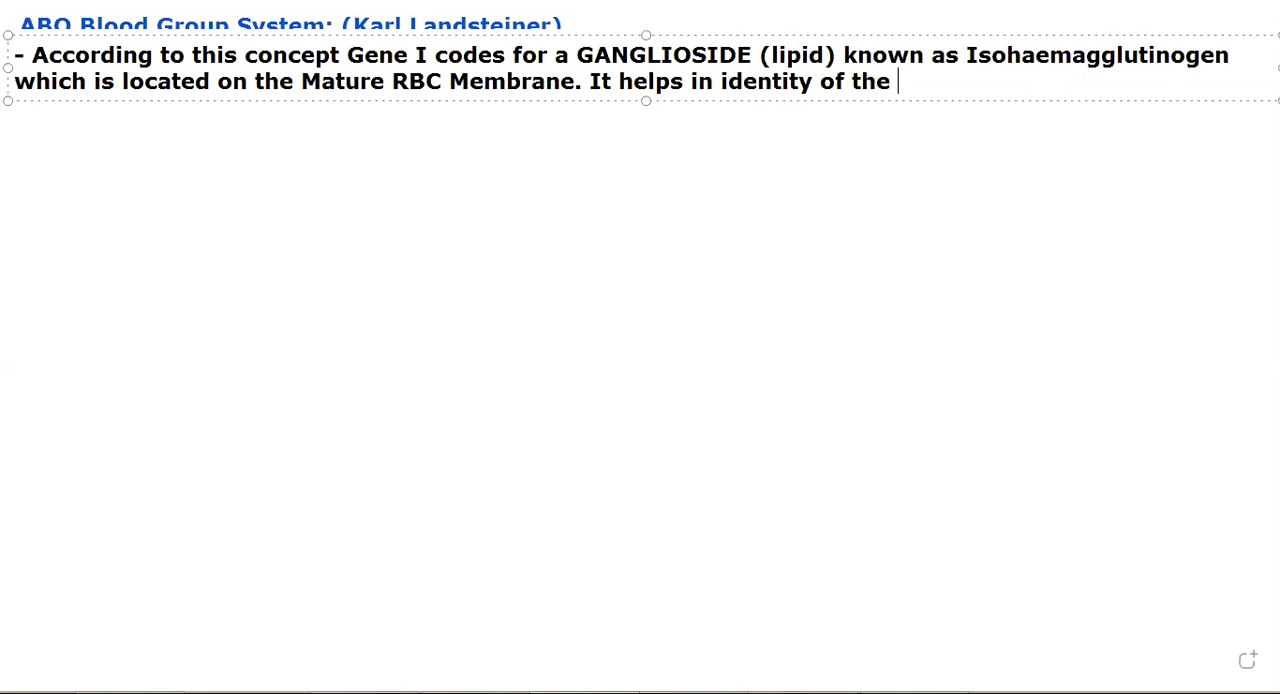 ABO Blood Group System: (Karl Landsteiner)
- According to this concept Gene I codes for a GANGLIOSIDE (lipid) known as Isohaemagglutinogen
which is located on the Mature RBC Membrane. It helps in identity of the